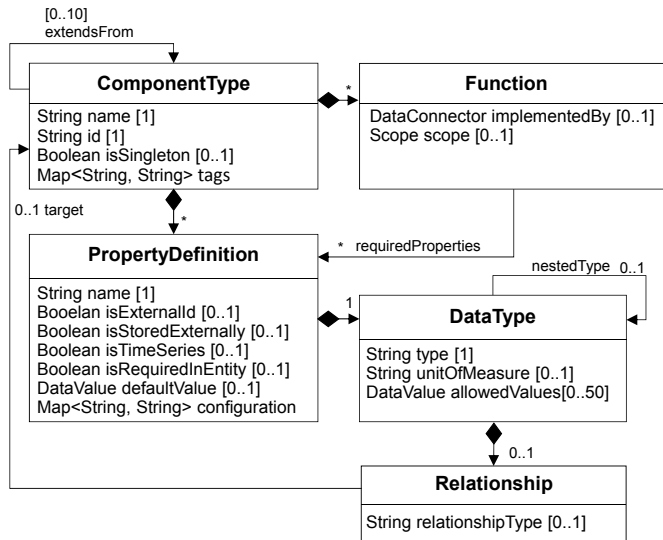 [0..10]
extendsFrom
ComponentType
String name [1]
String id [1]
Boolean isSingleton [0..1]
Map<String, String> tags
*
Function
DataConnector implementedBy [0..1]
Scope scope [0..1]
0..1 target
*
* requiredProperties
PropertyDefinition
String name [1]
Booelan isExternalId [0..1]
Boolean isStoredExternally [0..1]
Boolean isTimeSeries [0..1]
Boolean isRequiredInEntity [0..1]
DataValue defaultValue [0..1]
Map<String, String> configuration
nestedType 0..1
1
DataType
String type [1]
String unitOfMeasure [0..1]
DataValue allowedValues[0..50]
0..1
Relationship
String relationshipType [0..1]